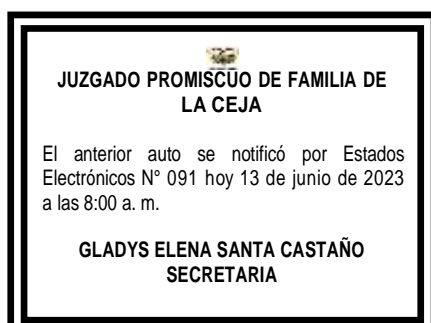 JUZGADO PROMISCUO DE FAMILIA DE
LA CEJA
El anterior auto se notificó por Estados
Electrónicos N° 091 hoy 13 de junio de 2023
a las 8:00 a. m.
GLADYS ELENA SANTA CASTAÑO
SECRETARIA